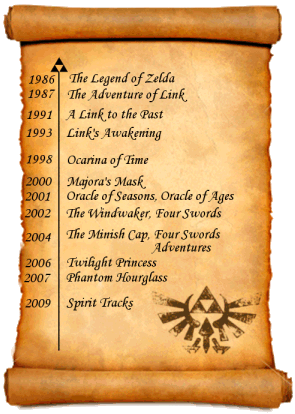 1986 The Legend of Zelda
1987 The Adventure of Link
1991 A Link to the Past
1993 Link's Awakening
1998 Ocarina of Time
2000 Majora's Mask
2001 Oracle of Seasons, Oracle of Ages
2002 The Windwaker, Four Swords
2004 The Minish Cap, Four Swords
Adventures
2006 Twilight Princess
2007 Phantom Hourglass
2009 Spirit Tracks